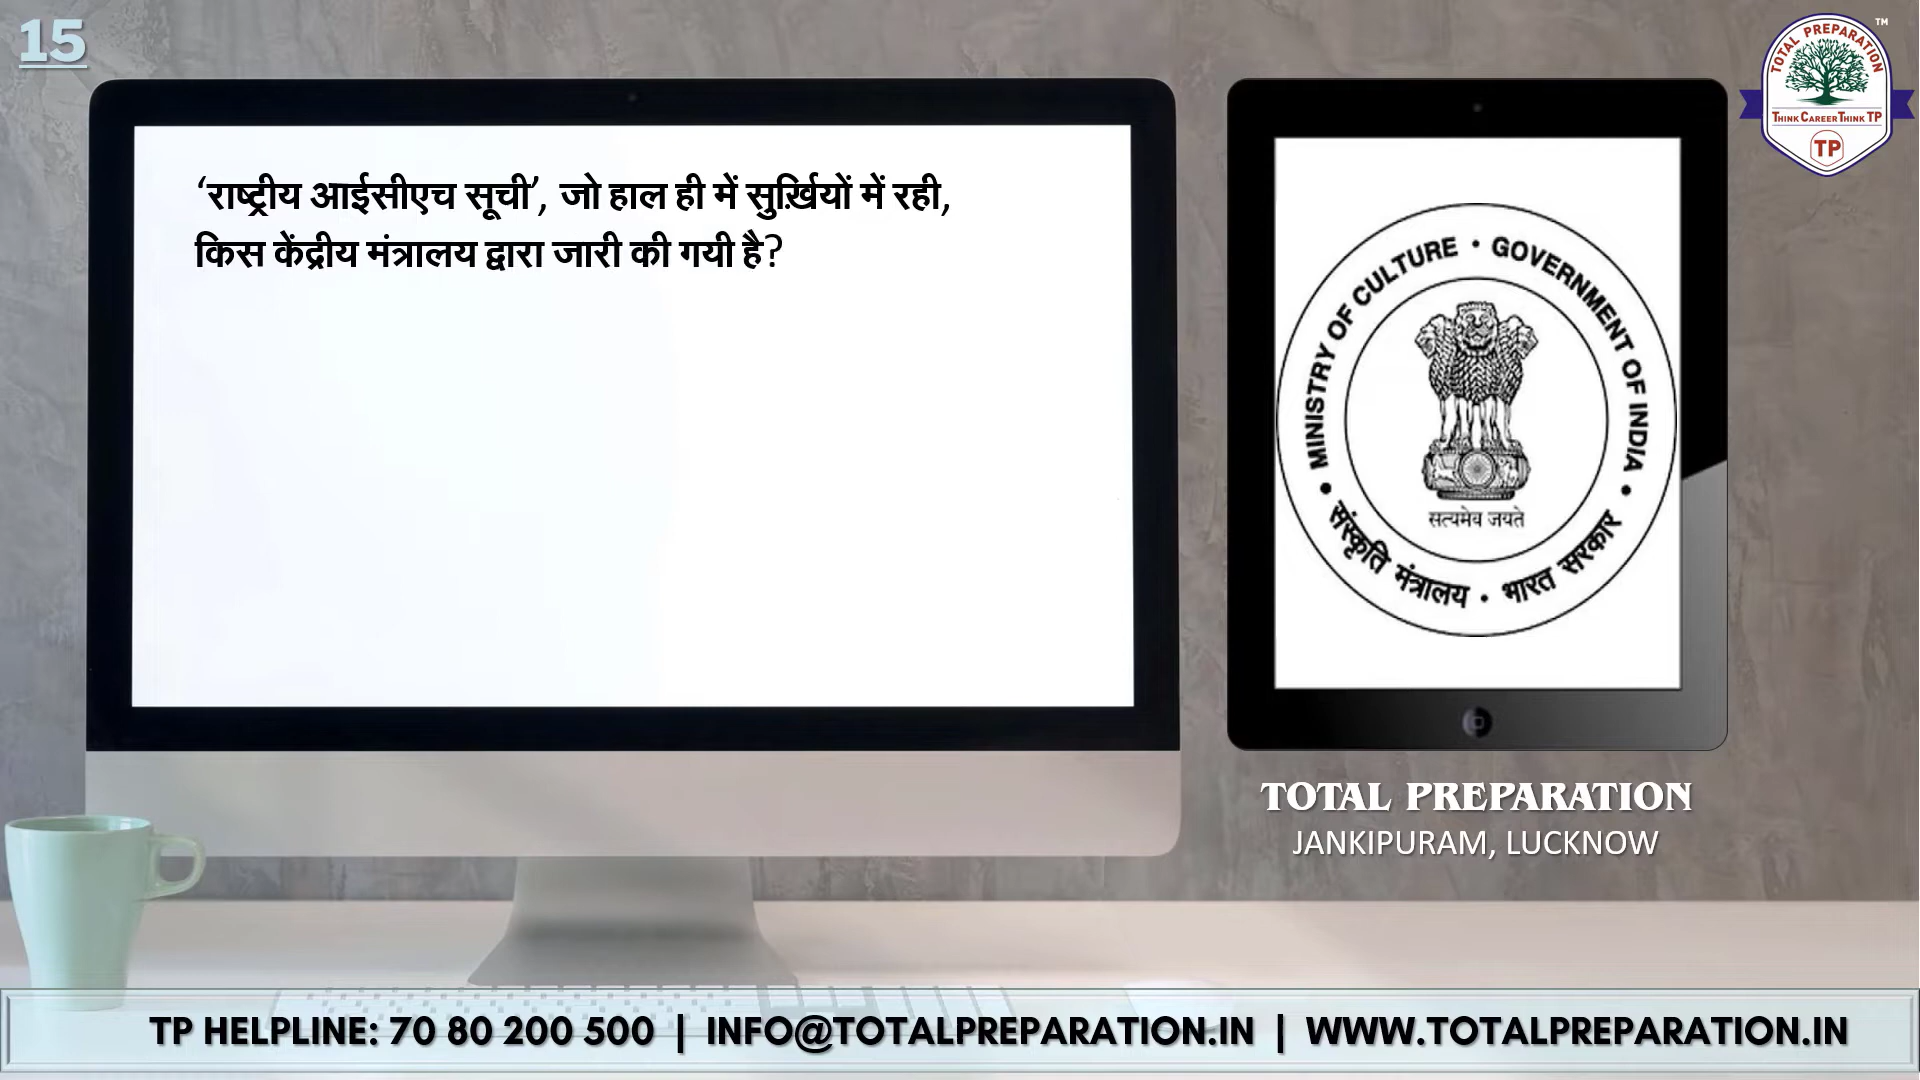 15
‘राष्ट्रीय आईसीएच सूची’, जो हाल ही में सुर्ख़ियों में रही,
किस केंद्रीय मंत्रालय द्वारा जारी की गयी है?
MINISTRY OF CULTURE • GOVERNMENT OF INDIA
सत्यमेव जयते
• संस्कृति मंत्रालय • भारत सरकार •
TOTAL PREPARATION
TM
THINK CAREER THINK TP
TP
TOTAL PREPARATION
JANKIPURAM, LUCKNOW
TP HELPLINE: 70 80 200 500 | INFO@TOTALPREPARATION.IN | WWW.TOTALPREPARATION.IN